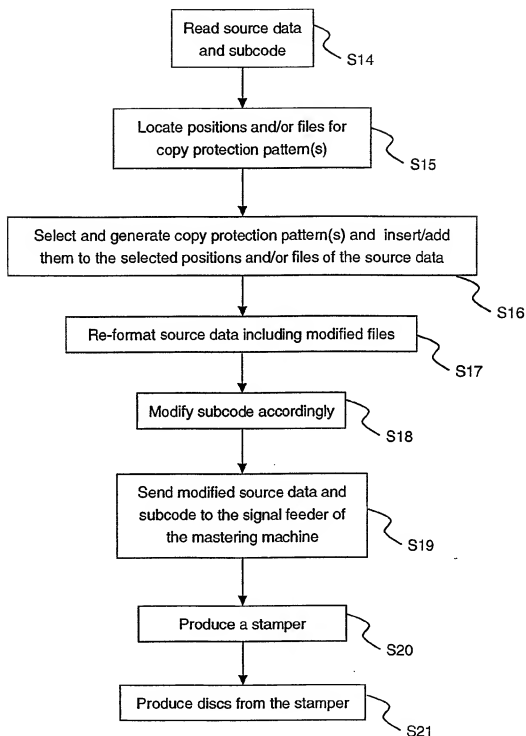 Read source data
and subcode
S14
Locate positions and/or files for
copy protection pattern(s)
S15
Select and generate copy protection pattern(s) and insert/add
them to the selected positions and/or files of the source data
S16
Re-format source data including modified files
S17
Modify subcode accordingly
S18
Send modified source data and
subcode to the signal feeder of
the mastering machine
S19
Produce a stamper
S20
Produce discs from the stamper
S21